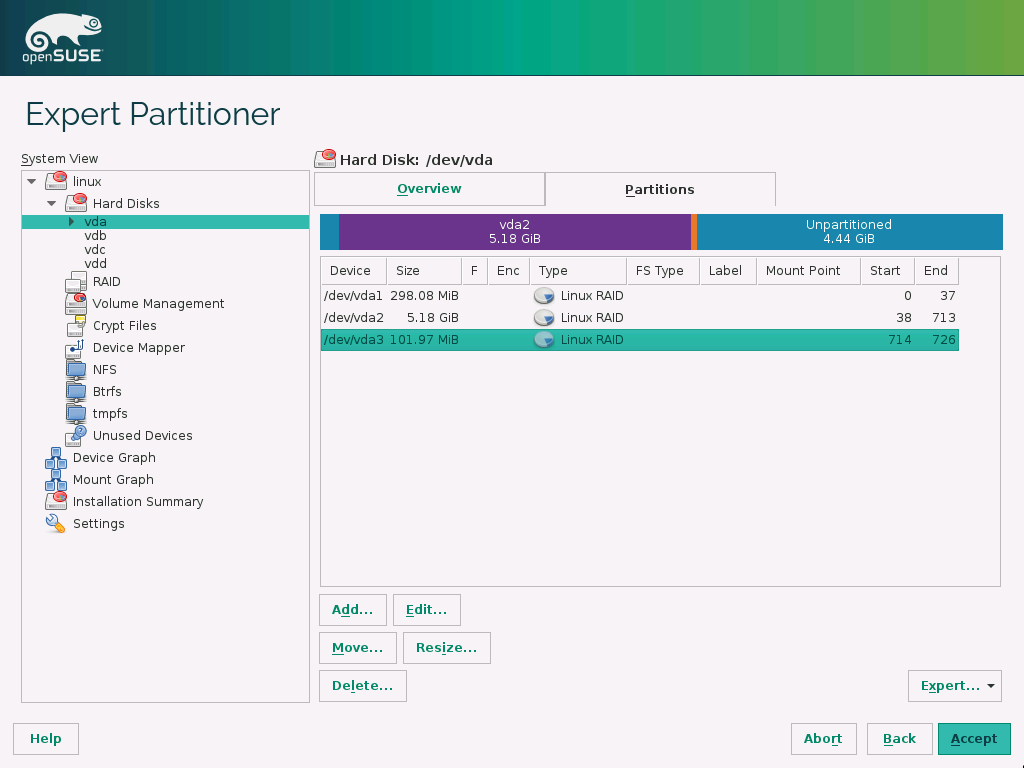 openSUSE
Expert Partitioner
System View
linux
Hard Disks
vda
vdb
vdc
vdd
RAID
Volume Management
Crypt Files
Device Mapper
NFS
Btrfs
tmpfs
Unused Devices
Device Graph
Mount Graph
Installation Summary
Settings
Hard Disk: /dev/vda
Overview Partitions
vda2 Unpartitioned
5.18 GiB 4.44 GiB
Device Size F Enc Type FS Type Label Mount Point Start End
/dev/vda1 298.08 MiB Linux RAID 0 37
/dev/vda2 5.18 GiB Linux RAID 38 713
/dev/vda3 101.97 MiB Linux RAID 714 726
Add... Edit...
Move... Resize...
Delete... Expert...
Help Abort Back Accept